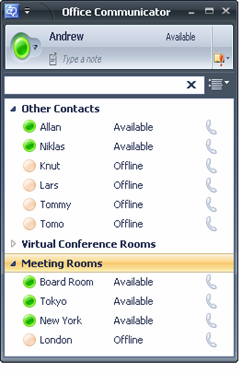 Office Communicator
Andrew Available
Type a note
Other Contacts
Allan Available
Niklas Available
Knut Offline
Lars Offline
Tommy Offline
Tomo Offline
Virtual Conference Rooms
Meeting Rooms
Board Room Available
Tokyo Available
New York Available
London Offline